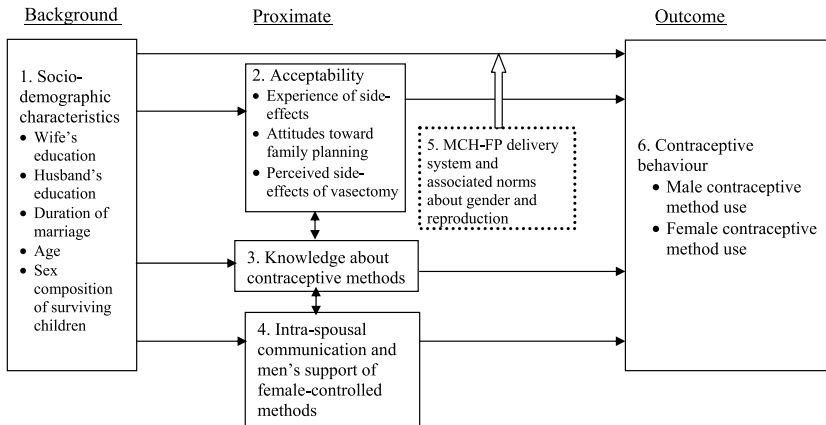 Background
Proximate
Outcome
1. Socio-
demographic
characteristics
• Wife's
education
• Husband's
education
• Duration of
marriage
• Age
• Sex
composition
of surviving
children
2. Acceptability
• Experience of side-
effects
• Attitudes toward
family planning
• Perceived side-
effects of vasectomy
3. Knowledge about
contraceptive methods
4. Intra-spousal
communication and
men's support of
female-controlled
methods
5. MCH-FP delivery
system and
associated norms
about gender and
reproduction
6. Contraceptive
behaviour
• Male contraceptive
method use
• Female contraceptive
method use